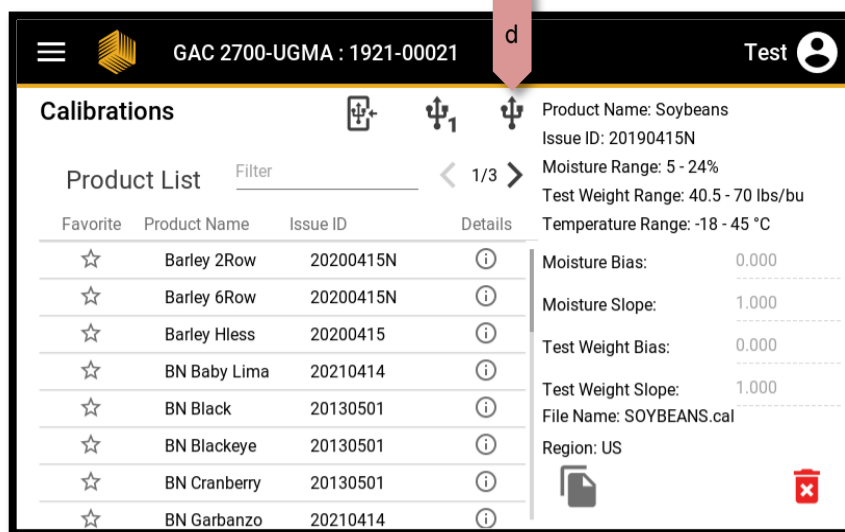 d
GAC 2700-UGMA : 1921-00021
Test
Calibrations
1
Product List
Filter
1/3
Favorite Product Name Issue ID Details
Barley 2Row 20200415N
Barley 6Row 20200415N
Barley Hless 20200415
BN Baby Lima 20210414
BN Black 20130501
BN Blackeye 20130501
BN Cranberry 20130501
BN Garbanzo 20210414
Product Name: Soybeans
Issue ID: 20190415N
Moisture Range: 5 - 24%
Test Weight Range: 40.5 - 70 lbs/bu
Temperature Range: -18 - 45 °C
Moisture Bias: 0.000
Moisture Slope: 1.000
Test Weight Bias: 0.000
Test Weight Slope: 1.000
File Name: SOYBEANS.cal
Region: US